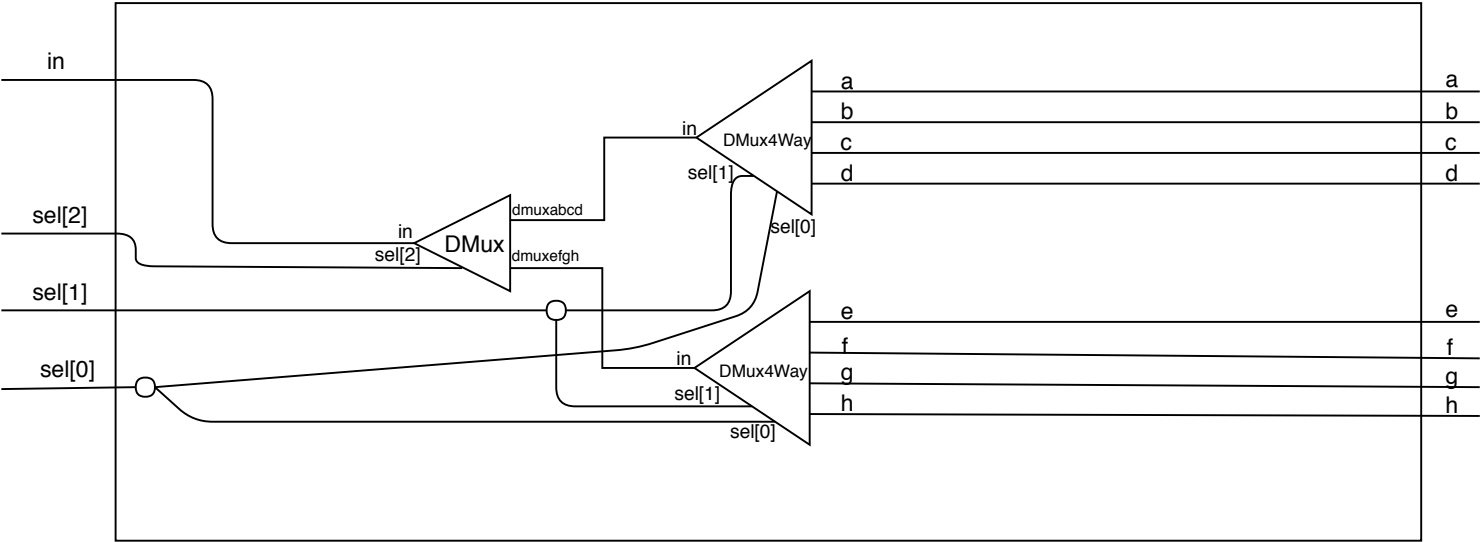 in
sel[2]
sel[1]
sel[0]
in
sel[2]
DMux
dmuxabcd
dmuxefgh
in
DMux4Way
sel[1]
sel[0]
a
b
c
d
in
DMux4Way
sel[1]
sel[0]
e
f
g
h
a
b
c
d
e
f
g
h